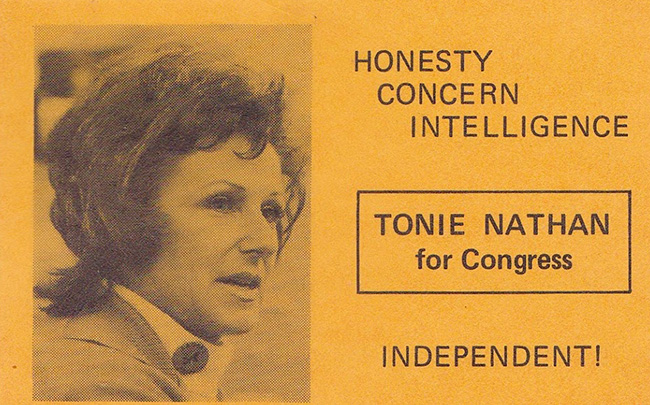 HONESTY
CONCERN
INTELLIGENCE
TONIE NATHAN
for Congress
INDEPENDENT!